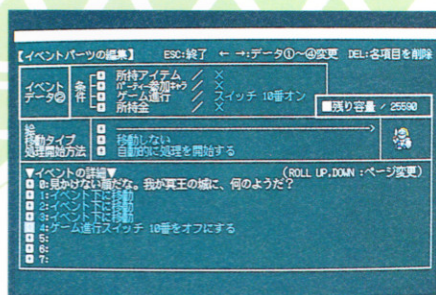 【イベントパーツの編集】 ESC:終了 ← →:データ①~④変更 DEL:各項目を削除
イベントデータ② 条件 所持アイテム / ×
パーティー参加キャラ / ×
ゲーム進行 / スイッチ 10番オン
所持金 / ×
■残り容量 / 25590
絵
移動タイプ 移動しない
処理開始方法 自動的に処理を開始する
▼イベントの詳細▼ (ROLL UP,DOWN :ページ変更)
0:見かけない顔だな。我が冥王の城に、何のようだ?
1:イベント下に移動
2:イベント下に移動
3:イベント下に移動
4:ゲーム進行スイッチ 10番をオフにする
5:
6:
7: